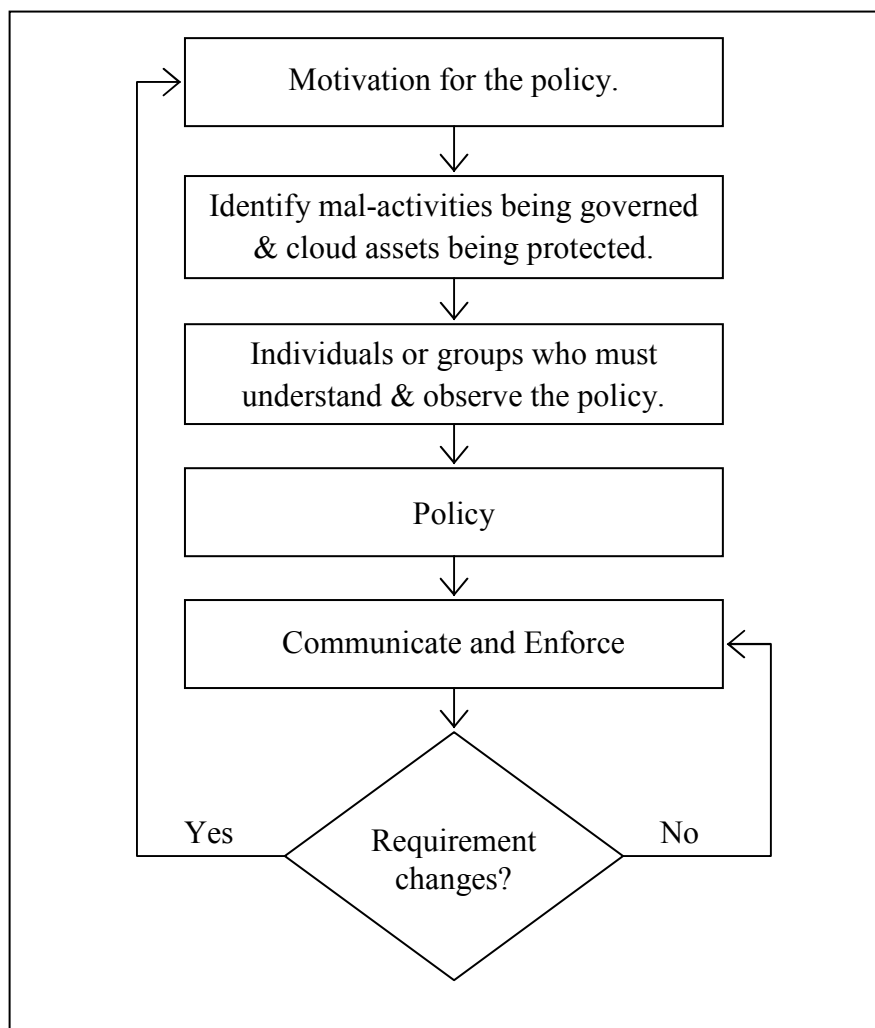 Motivation for the policy.
Identify mal-activities being governed
& cloud assets being protected.
Individuals or groups who must
understand & observe the policy.
Policy
Communicate and Enforce
Yes
No
Requirement
changes?